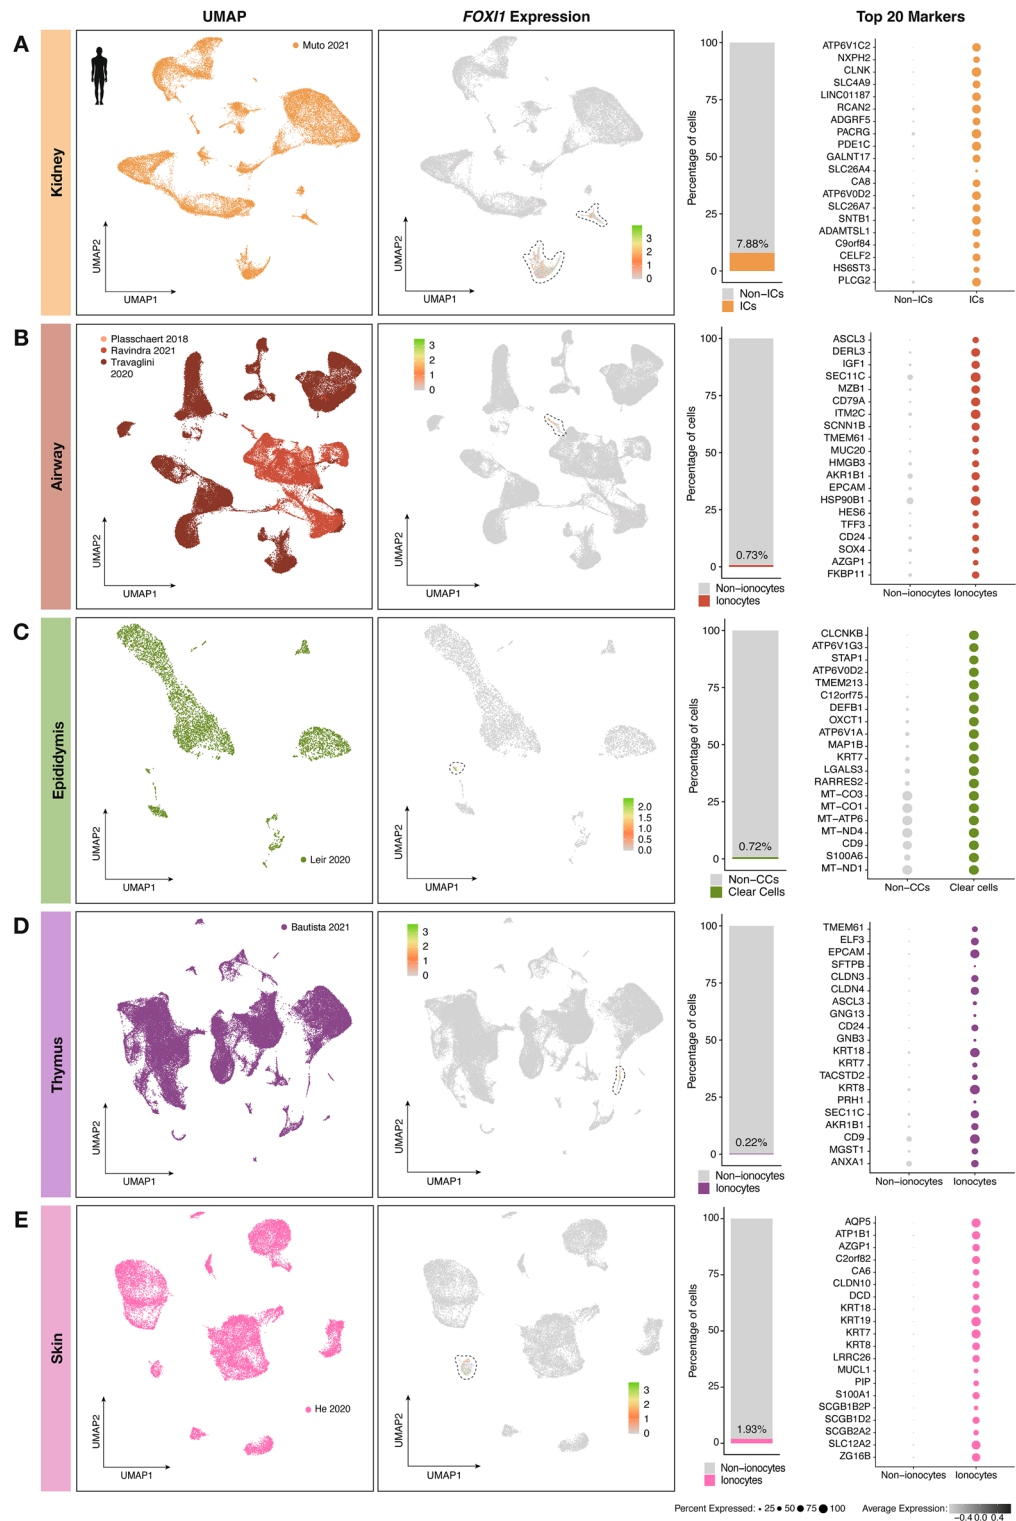 UMAP
FOXI1 Expression
Top 20 Markers
A
Kidney
Muto 2021
UMAP2
UMAP1
3
2
1
0
Percentage of cells
100
75
50
25
0
7.88%
Non-ICs
ICs
ATP6V1C2
NXPH2
CLNK
SLC4A9
LINC01187
RCAN2
ADGRF5
PACRG
PDE1C
GALNT17
SLC26A4
CA8
ATP6V0D2
SLC26A7
SNTB1
ADAMTSL1
C9orf84
CELF2
HS6ST3
PLCG2
Non-ICs
ICs
B
Airway
Plasschaert 2018
Ravindra 2021
Travaglini
2020
UMAP2
UMAP1
3
2
1
0
UMAP2
UMAP1
Percentage of cells
100
75
50
25
0
0.73%
Non-ionocytes
Ionocytes
ASCL3
DERL3
IGF1
SEC11C
MZB1
CD79A
ITM2C
SCNN1B
TMEM61
MUC20
HMGB3
AKR1B1
EPCAM
HSP90B1
HES6
TFF3
CD24
SOX4
AZGP1
FKBP11
Non-ionocytes Ionocytes
C
Epididymis
Leir 2020
UMAP2
UMAP1
2.0
1.5
1.0
0.5
0.0
UMAP2
UMAP1
Percentage of cells
100
75
50
25
0
0.72%
Non-CCs
Clear Cells
CLCNKB
ATP6V1G3
STAP1
ATP6V0D2
TMEM213
C12orf75
DEFB1
OXCT1
ATP6V1A
MAP1B
KRT7
LGALS3
RARRES2
MT-CO3
MT-CO1
MT-ATP6
MT-ND4
CD9
S100A6
MT-ND1
Non-CCs
Clear cells
D
Thymus
Bautista 2021
UMAP2
UMAP1
3
2
1
0
UMAP2
UMAP1
Percentage of cells
100
75
50
25
0
0.22%
Non-ionocytes
Ionocytes
TMEM61
ELF3
EPCAM
SFTPB
CLDN3
CLDN4
ASCL3
GNG13
CD24
GNB3
KRT18
KRT7
TACSTD2
KRT8
PRH1
SEC11C
AKR1B1
CD9
MGST1
ANXA1
Non-ionocytes
Ionocytes
E
Skin
He 2020
UMAP2
UMAP1
3
2
1
0
UMAP2
UMAP1
Percentage of cells
100
75
50
25
0
1.93%
Non-ionocytes
Ionocytes
AQP5
ATP1B1
AZGP1
C2orf82
CA6
CLDN10
DCD
KRT18
KRT19
KRT7
KRT8
LRRC26
MUCL1
PIP
S100A1
SCGB1B2P
SCGB1D2
SCGB2A2
SLC12A2
ZG16B
Non-ionocytes
Ionocytes
Percent Expressed: 25 50 75 100
Average Expression:
-0.4 0.0 0.4